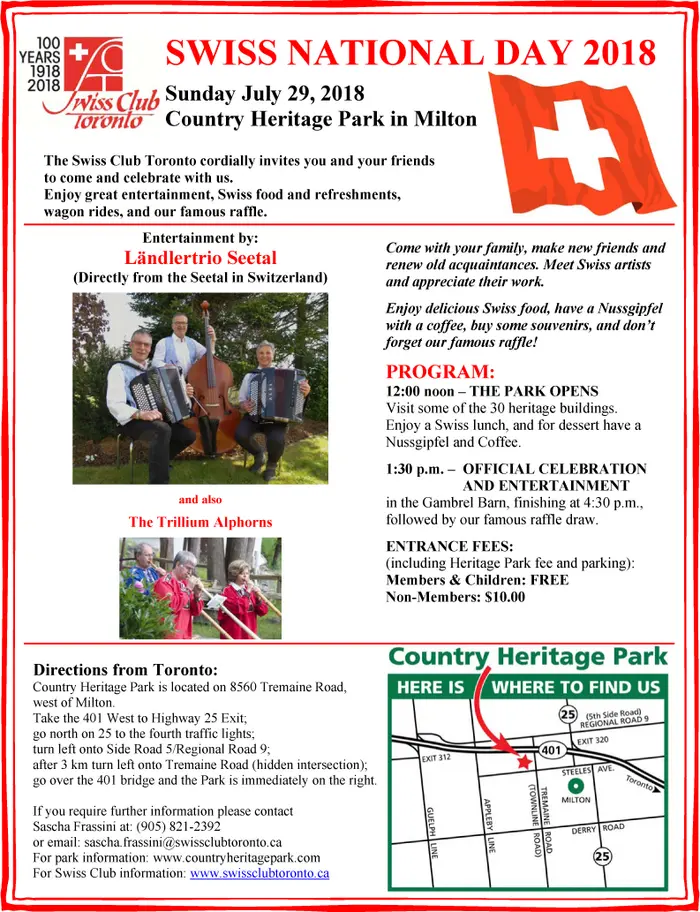 100
YEARS
1918
2018
Swiss Club
Toronto
SWISS NATIONAL DAY 2018
Sunday July 29, 2018
Country Heritage Park in Milton
The Swiss Club Toronto cordially invites you and your friends
to come and celebrate with us.
Enjoy great entertainment, Swiss food and refreshments,
wagon rides, and our famous raffle.
Entertainment by:
Ländlertrio Seetal
(Directly from the Seetal in Switzerland)
and also
The Trillium Alphorns
Come with your family, make new friends and
renew old acquaintances. Meet Swiss artists
and appreciate their work.
Enjoy delicious Swiss food, have a Nussgipfel
with a coffee, buy some souvenirs, and don't
forget our famous raffle!
PROGRAM:
12:00 noon – THE PARK OPENS
Visit some of the 30 heritage buildings.
Enjoy a Swiss lunch, and for dessert have a
Nussgipfel and Coffee.
1:30 p.m. – OFFICIAL CELEBRATION
AND ENTERTAINMENT
in the Gambrel Barn, finishing at 4:30 p.m.,
followed by our famous raffle draw.
ENTRANCE FEES:
(including Heritage Park fee and parking):
Members & Children: FREE
Non-Members: $10.00
Directions from Toronto:
Country Heritage Park is located on 8560 Tremaine Road,
west of Milton.
Take the 401 West to Highway 25 Exit;
go north on 25 to the fourth traffic lights;
turn left onto Side Road 5/Regional Road 9;
after 3 km turn left onto Tremaine Road (hidden intersection);
go over the 401 bridge and the Park is immediately on the right.
If you require further information please contact
Sascha Frassini at: (905) 821-2392
or email: sascha.frassini@swissclubtoronto.ca
For park information: www.countryheritagepark.com
For Swiss Club information: www.swissclubtoronto.ca
Country Heritage Park
HERE IS WHERE TO FIND US
25
(5th Side Road)
REGIONAL ROAD 9
EXIT 320
401
EXIT 312
STEELES AVE.
Toronto
MILTON
GUELPH LINE
APPLEBY LINE
TREMAINE ROAD
(TOWNLINE ROAD)
DERRY ROAD
25